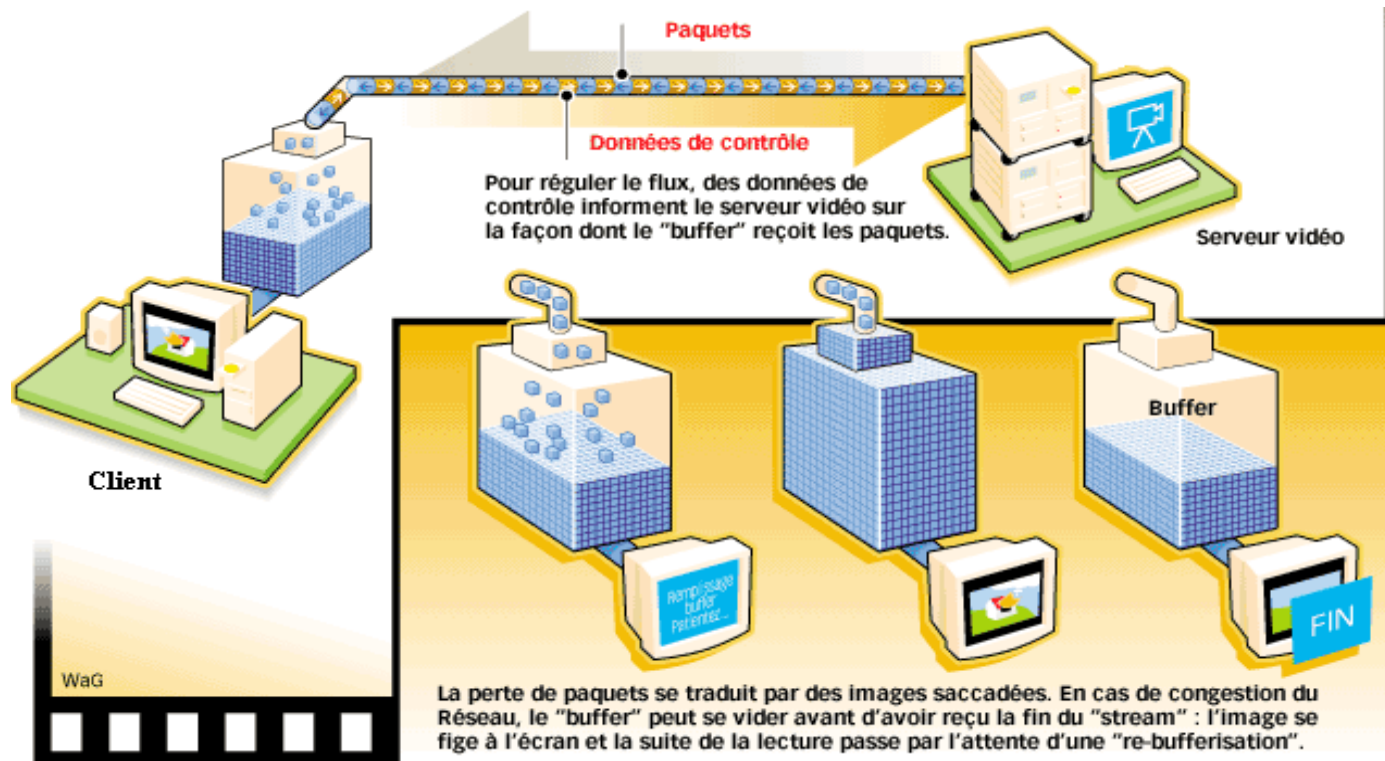 Paquets
Données de contrôle
Pour réguler le flux, des données de
contrôle informent le serveur vidéo sur
la façon dont le "buffer" reçoit les paquets.
Serveur vidéo
Client
Buffer
Remplissage
buffer
Patientez...
FIN
WaG
La perte de paquets se traduit par des images saccadées. En cas de congestion du
Réseau, le "buffer" peut se vider avant d'avoir reçu la fin du "stream" : l'image se
fige à l'écran et la suite de la lecture passe par l'attente d'une "re-bufferisation".